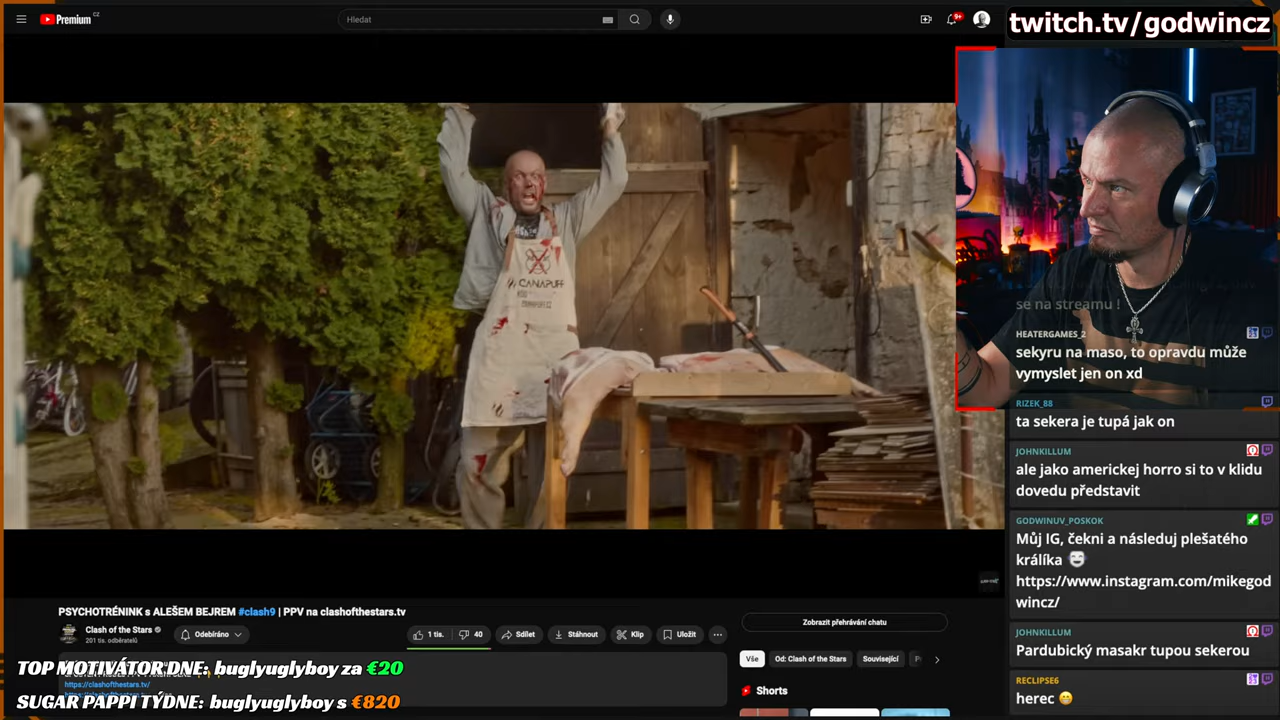 Premium CZ
Hledat
9+
twitch.tv/godwincz
CANAPUFF
CANAPUFF.CZ
se na streamu !
HEATERGAMES_2
sekyru na maso, to opravdu může
vymyslet jen on xd
RIZEK_88
ta sekera je tupá jak on
JOHNKILLUM
ale jako americkej horro si to v klidu
dovedu představit
GODWINUV_POSKOK
Můj IG, čekni a následuj plešatého
králíka
https://www.instagram.com/mikegod
wincz/
JOHNKILLUM
Pardubický masakr tupou sekerou
RECLIPSE6
herec
PSYCHOTRÉNINK s ALEŠEM BEJREM #clash9 | PPV na clashofthestars.tv
Clash of the Stars
201 tis. odběratelů
Odebíráno
1 tis.
40
Sdílet
Stáhnout
Klip
Uložit
Zobrazit přehrávání chatu
Vše
Od: Clash of the Stars
Související
Shorts
https://clashofthestars.tv/
TOP MOTIVÁTOR DNE: buglyuglyboy za €20
SUGAR PAPPI TÝDNE: buglyuglyboy s €820